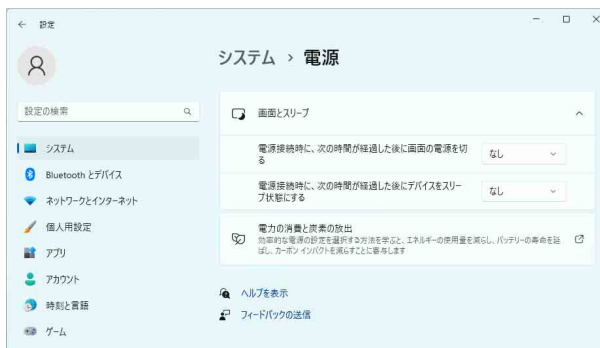 ← 設定
システム › 電源
設定の検索
システム
Bluetooth とデバイス
ネットワークとインターネット
個人用設定
アプリ
アカウント
時刻と言語
ゲーム
画面とスリープ
電源接続時に、次の時間が経過した後に画面の電源を切
る
なし
電源接続時に、次の時間が経過した後にデバイスをスリー
プ状態にする
なし
電力の消費と炭素の放出
効率的な電源の設定を選択する方法を学ぶと、エネルギーの使用量を減らし、バッテリーの寿命を延
ばし、カーボン インパクトを減らすことに寄与します
ヘルプを表示
フィードバックの送信